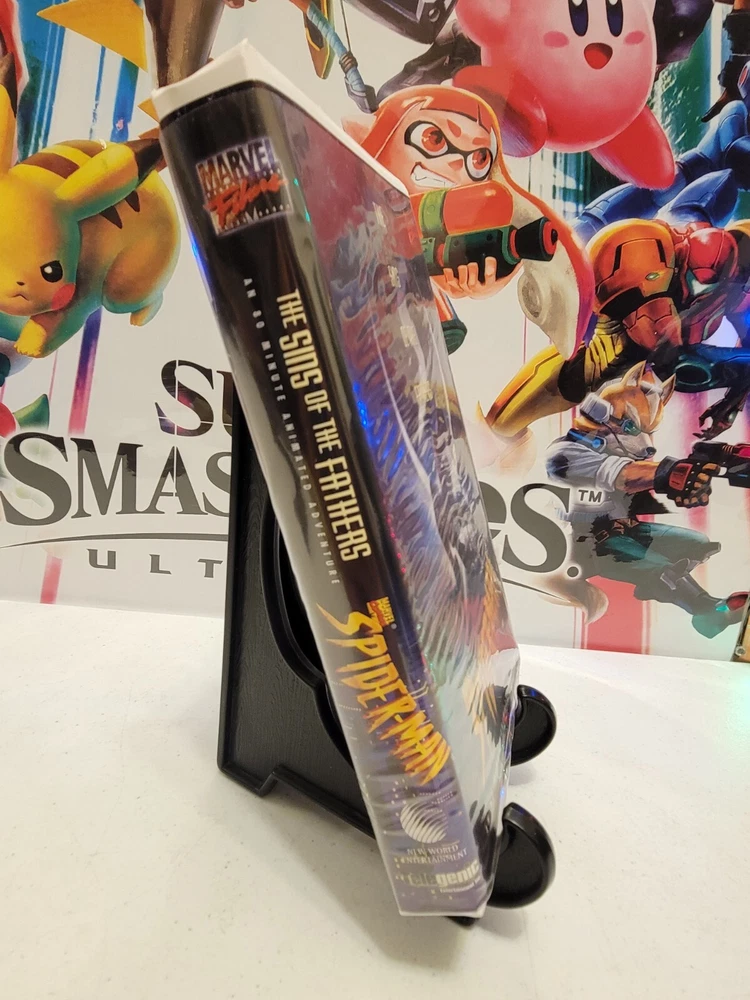 MARVEL
Films
THE SINS OF THE FATHERS
AN 80 MINUTE ANIMATED ADVENTURE
SPIDER-MAN
®
NEW WORLD
ENTERTAINMENT
Telegenic
SMAS
ES.™
ULT